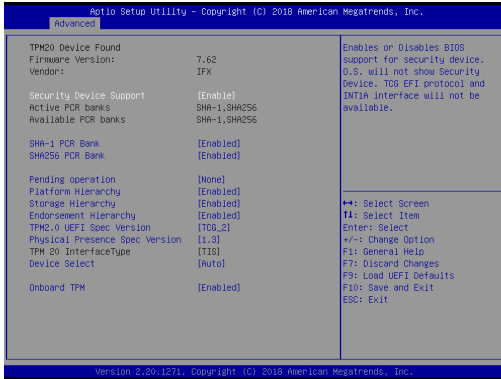 Aptio Setup Utility - Copyright (C) 2018 American Megatrends, Inc.
Advanced
TPM20 Device Found
Firmware Version: 7.62
Vendor: IFX
Security Device Support [Enable]
Active PCR banks SHA-1,SHA256
Available PCR banks SHA-1,SHA256
SHA-1 PCR Bank [Enabled]
SHA256 PCR Bank [Enabled]
Pending operation [None]
Platform Hierarchy [Enabled]
Storage Hierarchy [Enabled]
Endorsement Hierarchy [Enabled]
TPM2.0 UEFI Spec Version [TCG_2]
Physical Presence Spec Version [1.3]
TPM 20 InterfaceType [TIS]
Device Select [Auto]
Onboard TPM [Enabled]
Enables or Disables BIOS
support for security device.
O.S. will not show Security
Device. TCG EFI protocol and
INT1A interface will not be
available.
↔: Select Screen
↑↓: Select Item
Enter: Select
+/-: Change Option
F1: General Help
F7: Discard Changes
F9: Load UEFI Defaults
F10: Save and Exit
ESC: Exit
Version 2.20.1271. Copyright (C) 2018 American Megatrends, Inc.